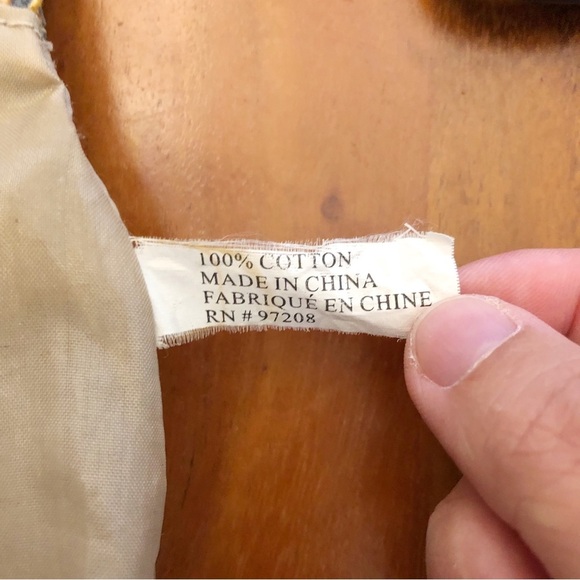 100% COTTON
MADE IN CHINA
FABRIQUÉ EN CHINE
RN # 97208